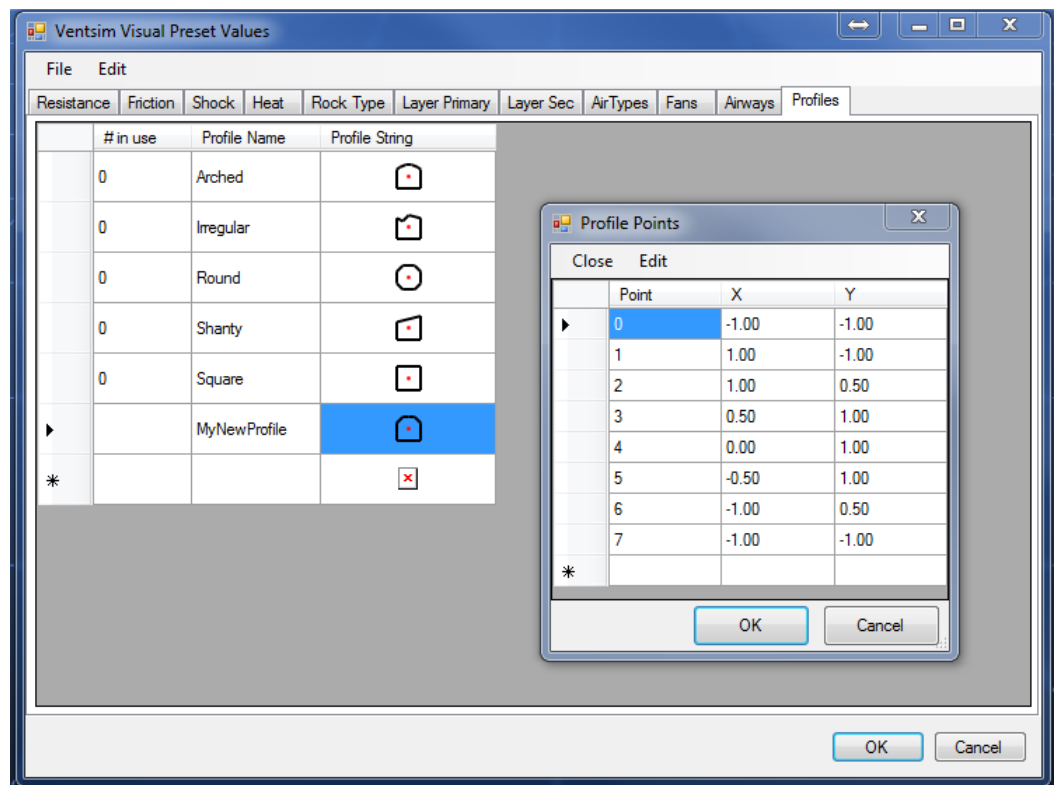 Ventsim Visual Preset Values
File Edit
Resistance Friction Shock Heat Rock Type Layer Primary Layer Sec AirTypes Fans Airways Profiles
# in use Profile Name Profile String
0 Arched
0 Irregular
0 Round
0 Shanty
0 Square
MyNewProfile
Profile Points
Close Edit
Point X Y
0 -1.00 -1.00
1 1.00 -1.00
2 1.00 0.50
3 0.50 1.00
4 0.00 1.00
5 -0.50 1.00
6 -1.00 0.50
7 -1.00 -1.00
OK Cancel
OK Cancel